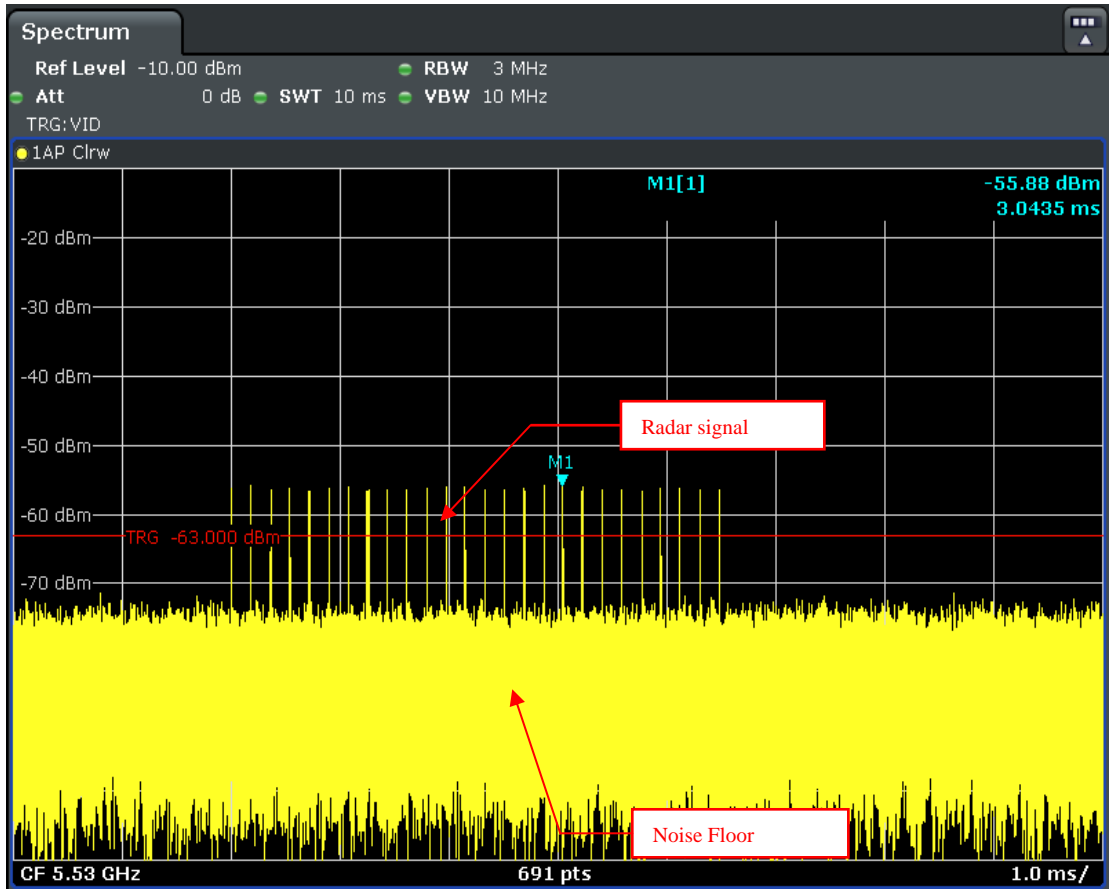 Spectrum
Ref Level -10.00 dBm RBW 3 MHz
Att 0 dB SWT 10 ms VBW 10 MHz
TRG:VID
1AP Clrw
M1[1] -55.88 dBm
3.0435 ms
-20 dBm
-30 dBm
-40 dBm
Radar signal
-50 dBm
M1
-60 dBm
TRG -63.000 dBm
-70 dBm
Noise Floor
CF 5.53 GHz 691 pts 1.0 ms/